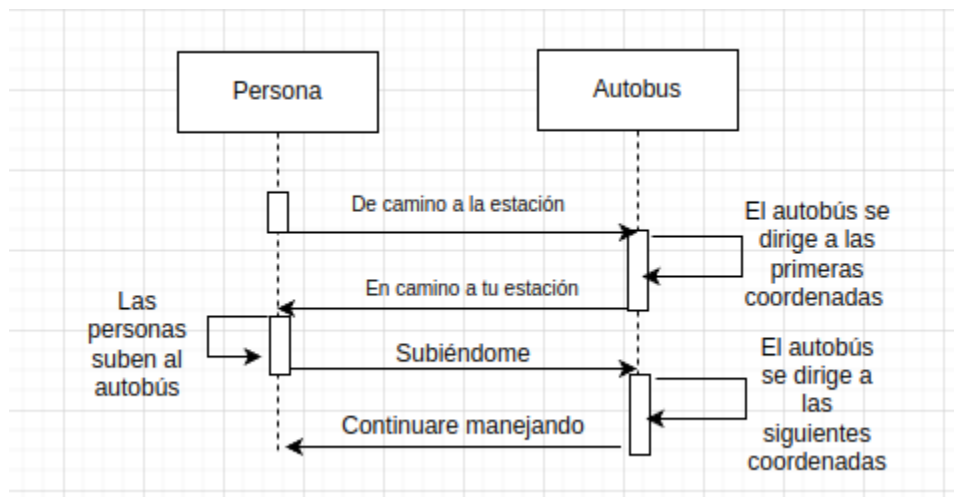 Persona
Autobus
De camino a la estación
El autobús se
dirige a las
primeras
coordenadas
En camino a tu estación
Las
personas
suben al
autobús
Subiéndome
El autobús
se dirige a
las
siguientes
coordenadas
Continuare manejando